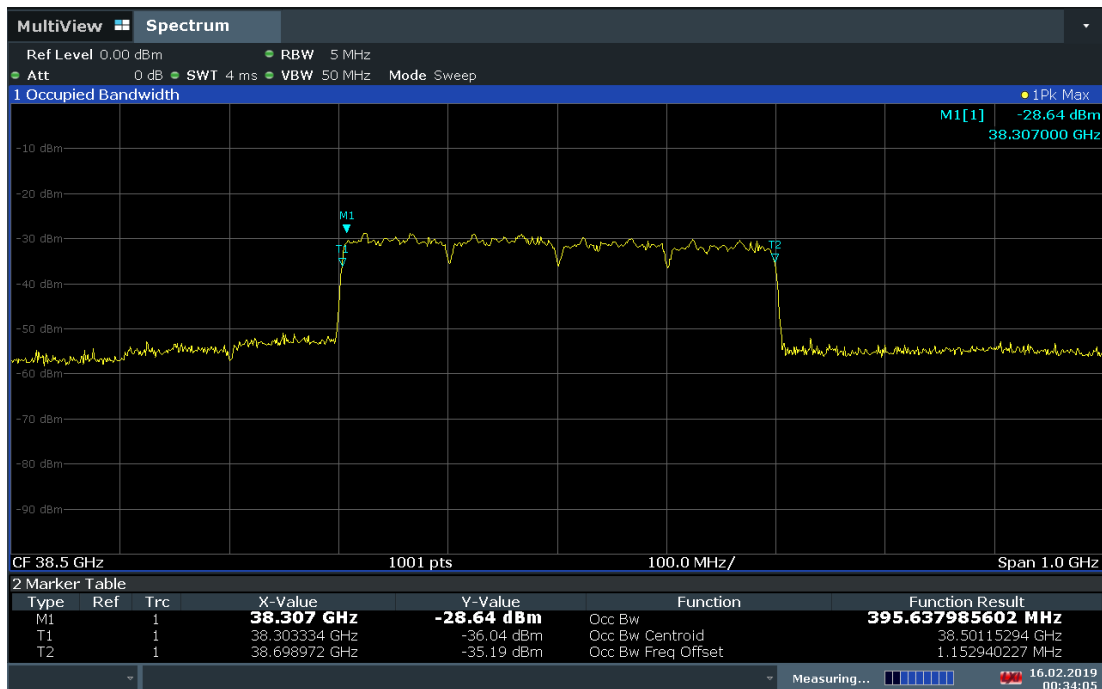 MultiView Spectrum
Ref Level 0.00 dBm RBW 5 MHz
Att 0 dB SWT 4 ms VBW 50 MHz Mode Sweep
1 Occupied Bandwidth 1Pk Max
M1[1] -28.64 dBm
38.307000 GHz
-10 dBm
-20 dBm
M1
-30 dBm
T1
T2
-40 dBm
-50 dBm
-60 dBm
-70 dBm
-80 dBm
-90 dBm
CF 38.5 GHz 1001 pts 100.0 MHz/ Span 1.0 GHz
2 Marker Table
Type Ref Trc X-Value Y-Value Function Function Result
M1 1 38.307 GHz -28.64 dBm Occ Bw 395.637985602 MHz
T1 1 38.303334 GHz -36.04 dBm Occ Bw Centroid 38.50115294 GHz
T2 1 38.698972 GHz -35.19 dBm Occ Bw Freq Offset 1.152940227 MHz
Measuring... 16.02.2019
00:34:05